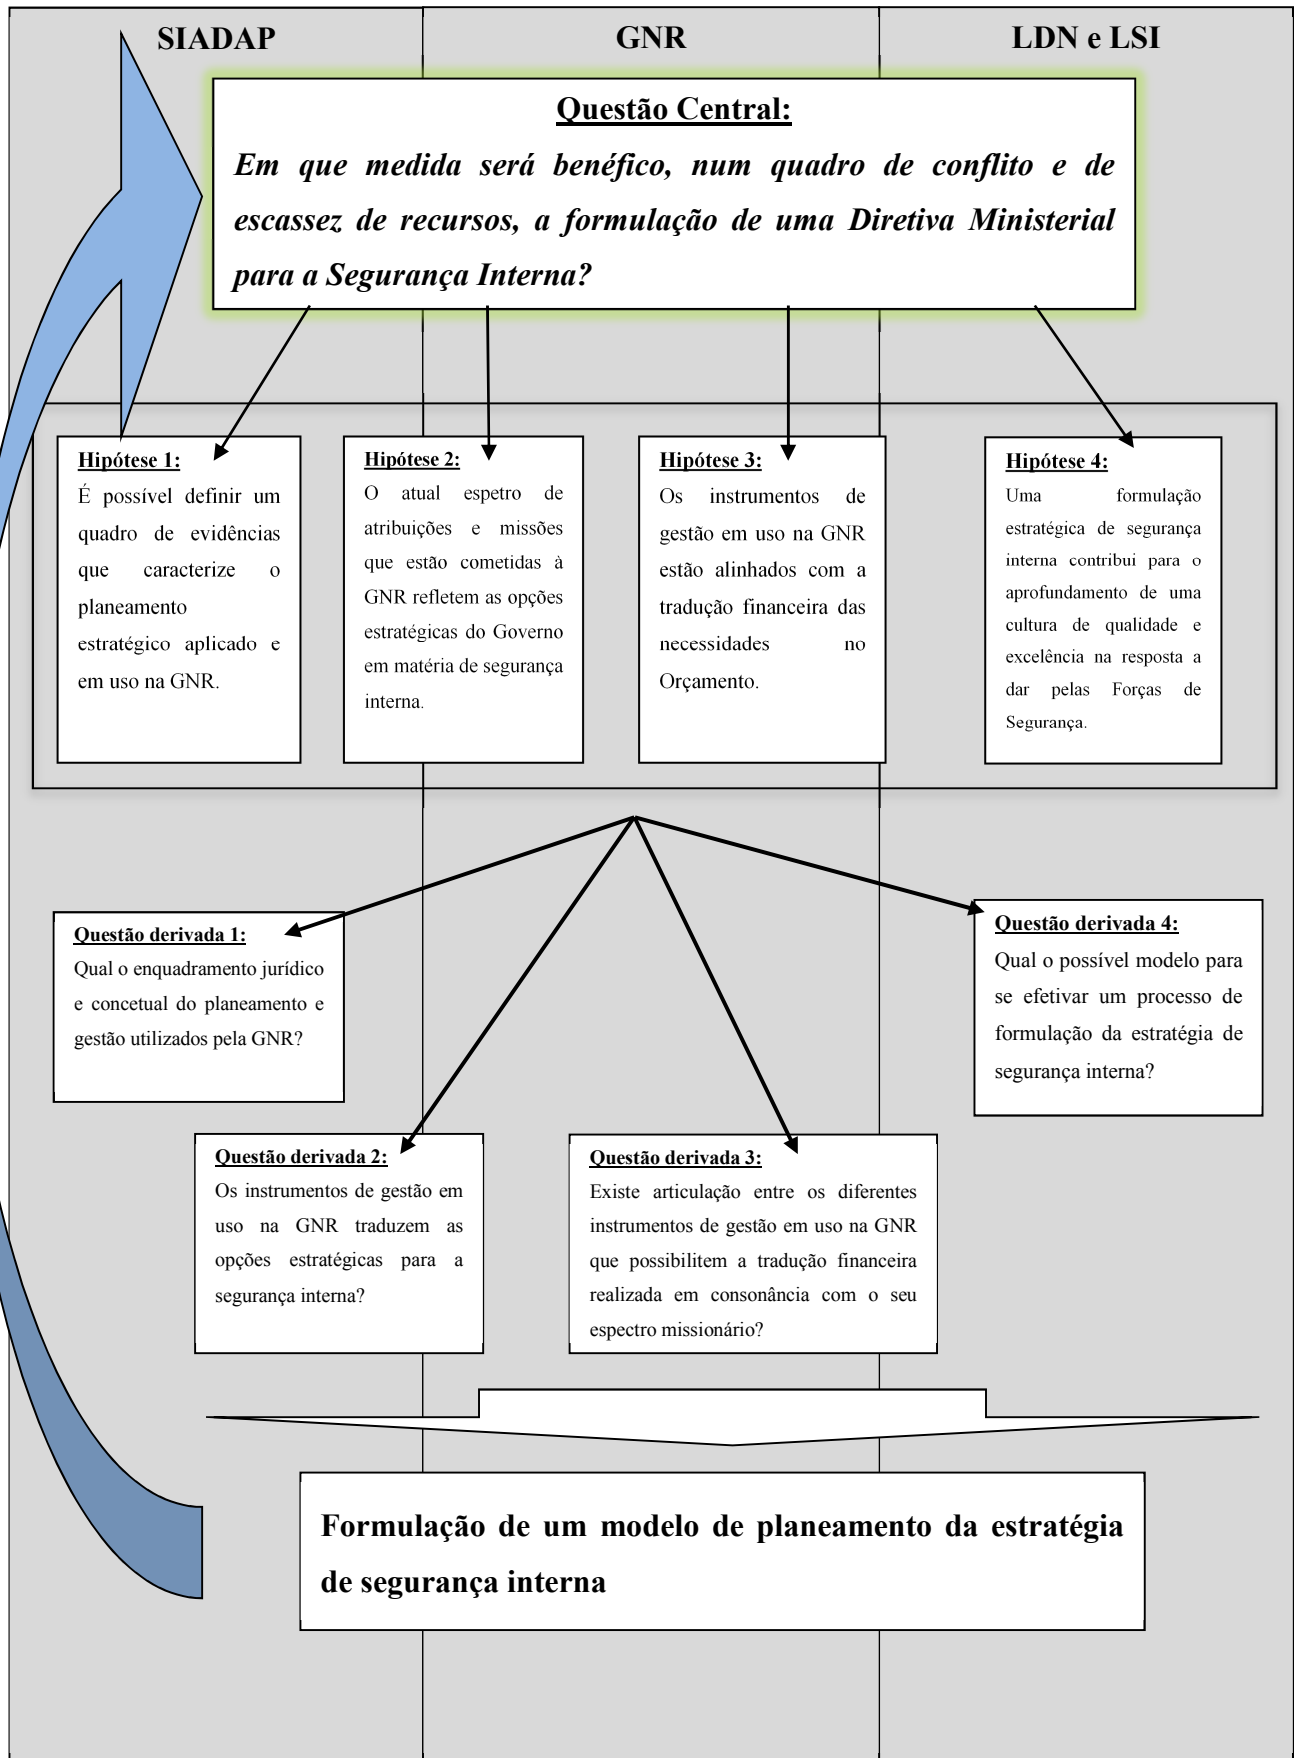 SIADAP
GNR
LDN e LSI
Questão Central:
Em que medida será benéfico, num quadro de conflito e de
escassez de recursos, a formulação de uma Diretiva Ministerial
para a Segurança Interna?
Hipótese 1:
É possível definir um
quadro de evidências
que caracterize o
planeamento
estratégico aplicado e
em uso na GNR.
Hipótese 2:
O atual espetro de
atribuições e missões
que estão cometidas à
GNR refletem as opções
estratégicas do Governo
em matéria de segurança
interna.
Hipótese 3:
Os instrumentos de
gestão em uso na GNR
estão alinhados com a
tradução financeira das
necessidades no
Orçamento.
Hipótese 4:
Uma formulação
estratégica de segurança
interna contribui para o
aprofundamento de uma
cultura de qualidade e
excelência na resposta a
dar pelas Forças de
Segurança.
Questão derivada 1:
Qual o enquadramento jurídico
e concetual do planeamento e
gestão utilizados pela GNR?
Questão derivada 4:
Qual o possível modelo para
se efetivar um processo de
formulação da estratégia de
segurança interna?
Questão derivada 2:
Os instrumentos de gestão em
uso na GNR traduzem as
opções estratégicas para a
segurança interna?
Questão derivada 3:
Existe articulação entre os diferentes
instrumentos de gestão em uso na GNR
que possibilitem a tradução financeira
realizada em consonância com o seu
espectro missionário?
Formulação de um modelo de planeamento da estratégia
de segurança interna